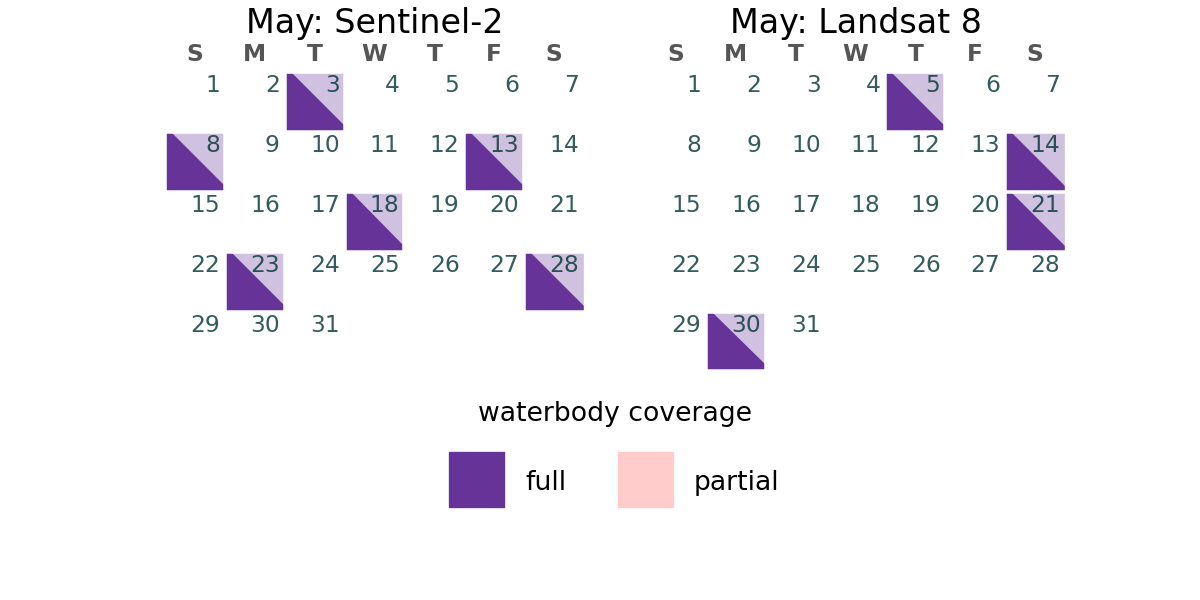 May: Sentinel-2
S M T W T F S
1 2 3 4 5 6 7
8 9 10 11 12 13 14
15 16 17 18 19 20 21
22 23 24 25 26 27 28
29 30 31
May: Landsat 8
S M T W T F S
1 2 3 4 5 6 7
8 9 10 11 12 13 14
15 16 17 18 19 20 21
22 23 24 25 26 27 28
29 30 31
waterbody coverage
full
partial